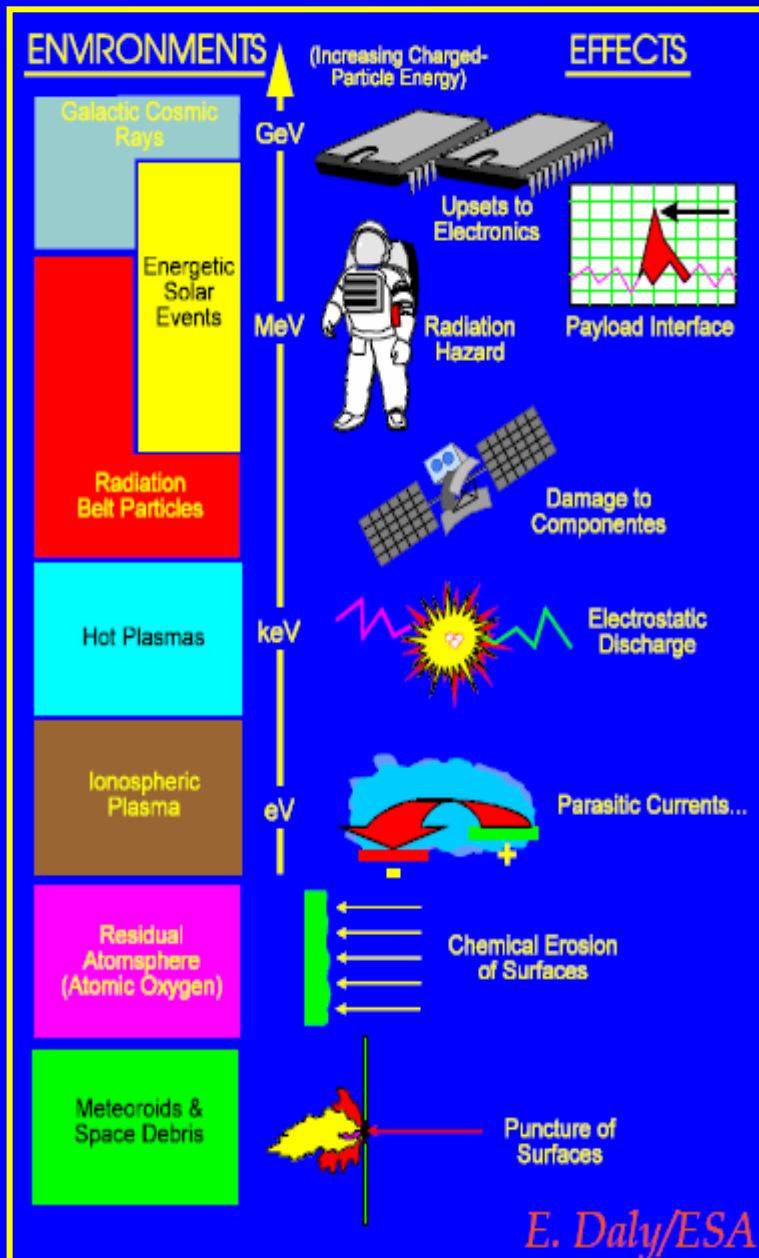 ENVIRONMENTS
(Increasing Charged-
Particle Energy)
EFFECTS
Galactic Cosmic
Rays
GeV
Upsets to
Electronics
Energetic
Solar
Events
MeV
Radiation
Hazard
Payload Interface
Radiation
Belt Particles
Damage to
Componentes
Hot Plasmas
keV
Electrostatic
Discharge
Ionospheric
Plasma
eV
Parasitic Currents...
+
-
Residual
Atomsphere
(Atomic Oxygen)
Chemical Erosion
of Surfaces
Meteoroids &
Space Debris
Puncture of
Surfaces
E. Daly/ESA